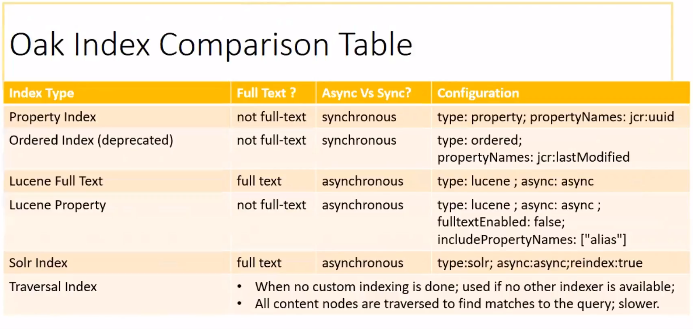 Oak Index Comparison Table
Index Type Full Text ? Async Vs Sync? Configuration
Property Index not full-text synchronous type: property; propertyNames: jcr:uuid
Ordered Index (deprecated) not full-text synchronous type: ordered;
propertyNames: jcr:lastModified
Lucene Full Text full text asynchronous type: lucene ; async: async
Lucene Property not full-text asynchronous type: lucene ; async: async ;
fulltextEnabled: false;
includePropertyNames: ["alias"]
Solr Index full text asynchronous type:solr; async:async;reindex:true
Traversal Index • When no custom indexing is done; used if no other indexer is available;
• All content nodes are traversed to find matches to the query; slower.